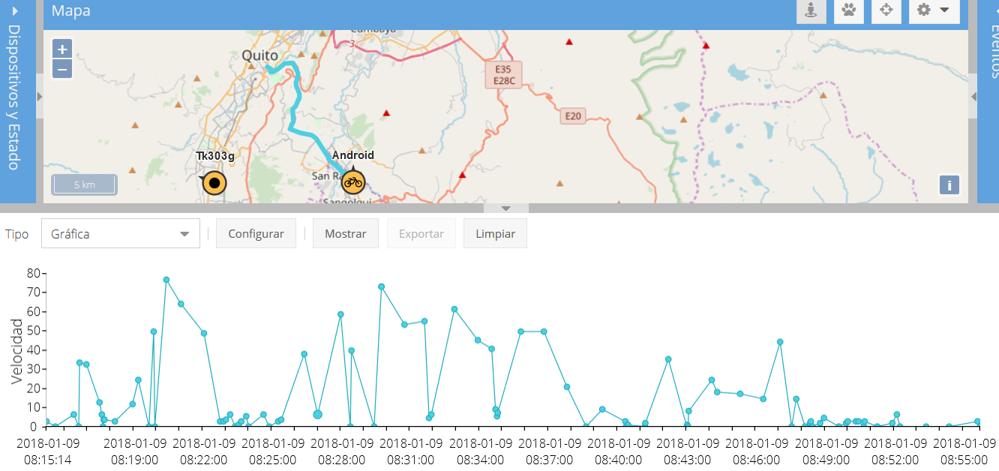 Mapa
Dispositivos y Estado
Eventos
+
−
Quito
Cumbaya
3
E35
E28C
E20
Tk303g
Android
San Ra
Sangolqui
5 km
i
Tipo
Gráfica
Configurar
Mostrar
Exportar
Limpiar
Velocidad
80
70
60
50
40
30
20
10
0
2018-01-09 2018-01-09 2018-01-09 2018-01-09 2018-01-09 2018-01-09 2018-01-09 2018-01-09 2018-01-09 2018-01-09 2018-01-09 2018-01-09 2018-01-09 2018-01-09
08:15:14 08:19:00 08:22:00 08:25:00 08:28:00 08:31:00 08:34:00 08:37:00 08:40:00 08:43:00 08:46:00 08:49:00 08:52:00 08:55:00